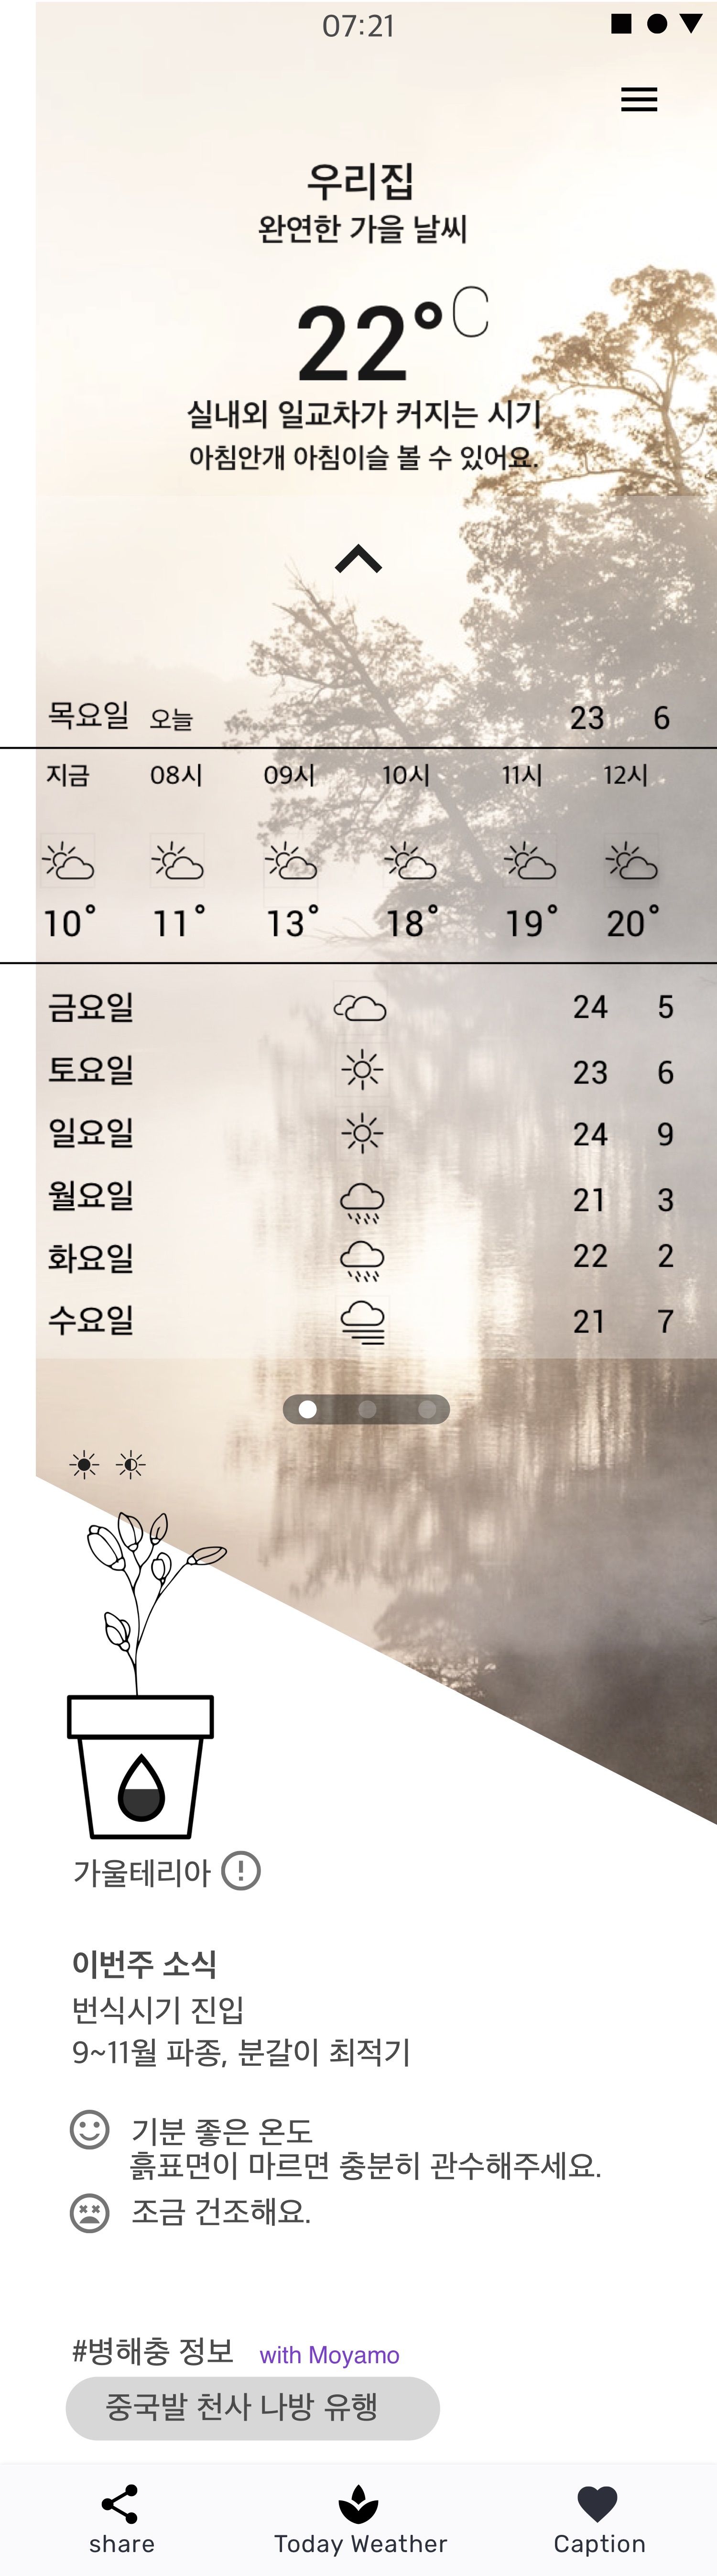 07:21
우리집
완연한 가을 날씨
22°C
실내외 일교차가 커지는 시기
아침안개 아침이슬 볼 수 있어요.
목요일 오늘 23 6
지금 08시 09시 10시 11시 12시
10° 11° 13° 18° 19° 20°
금요일 24 5
토요일 23 6
일요일 24 9
월요일 21 3
화요일 22 2
수요일 21 7
가울테리아
이번주 소식
번식시기 진입
9~11월 파종, 분갈이 최적기
기분 좋은 온도
흙표면이 마르면 충분히 관수해주세요.
조금 건조해요.
#병해충 정보 with Moyamo
중국발 천사 나방 유행
share Today Weather Caption